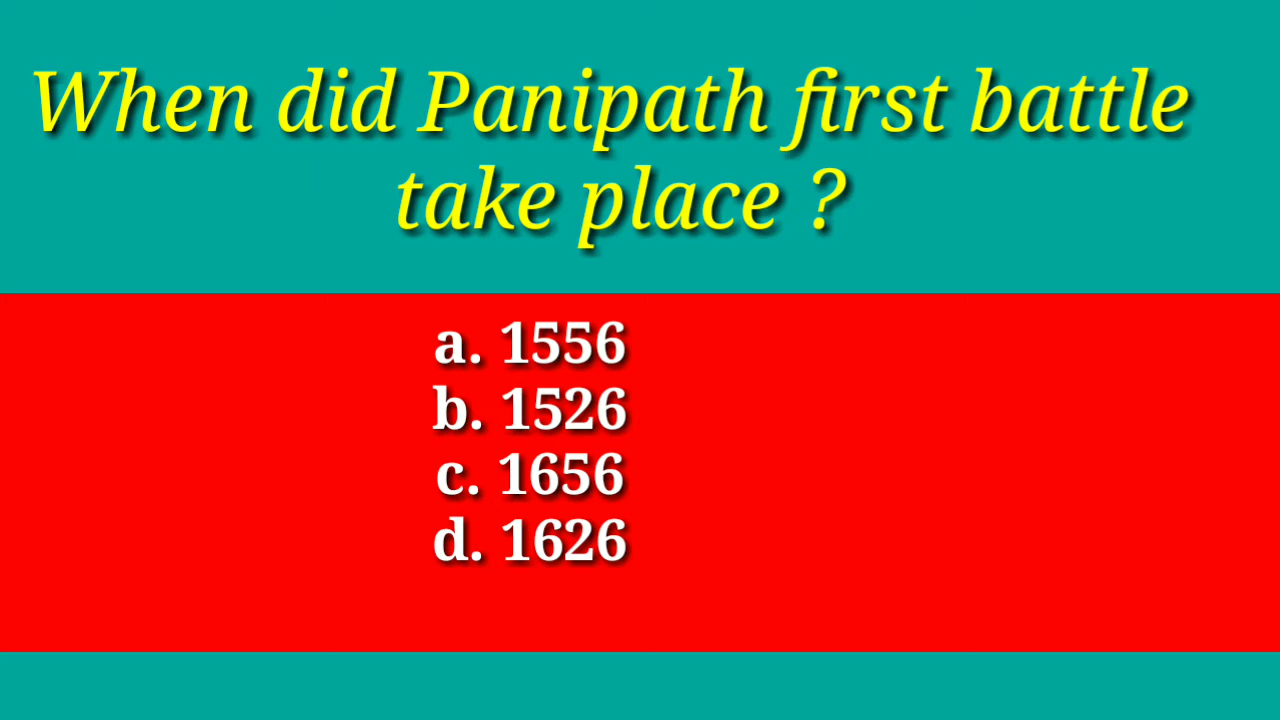 When did Panipath first battle
take place ?
a. 1556
b. 1526
c. 1656
d. 1626